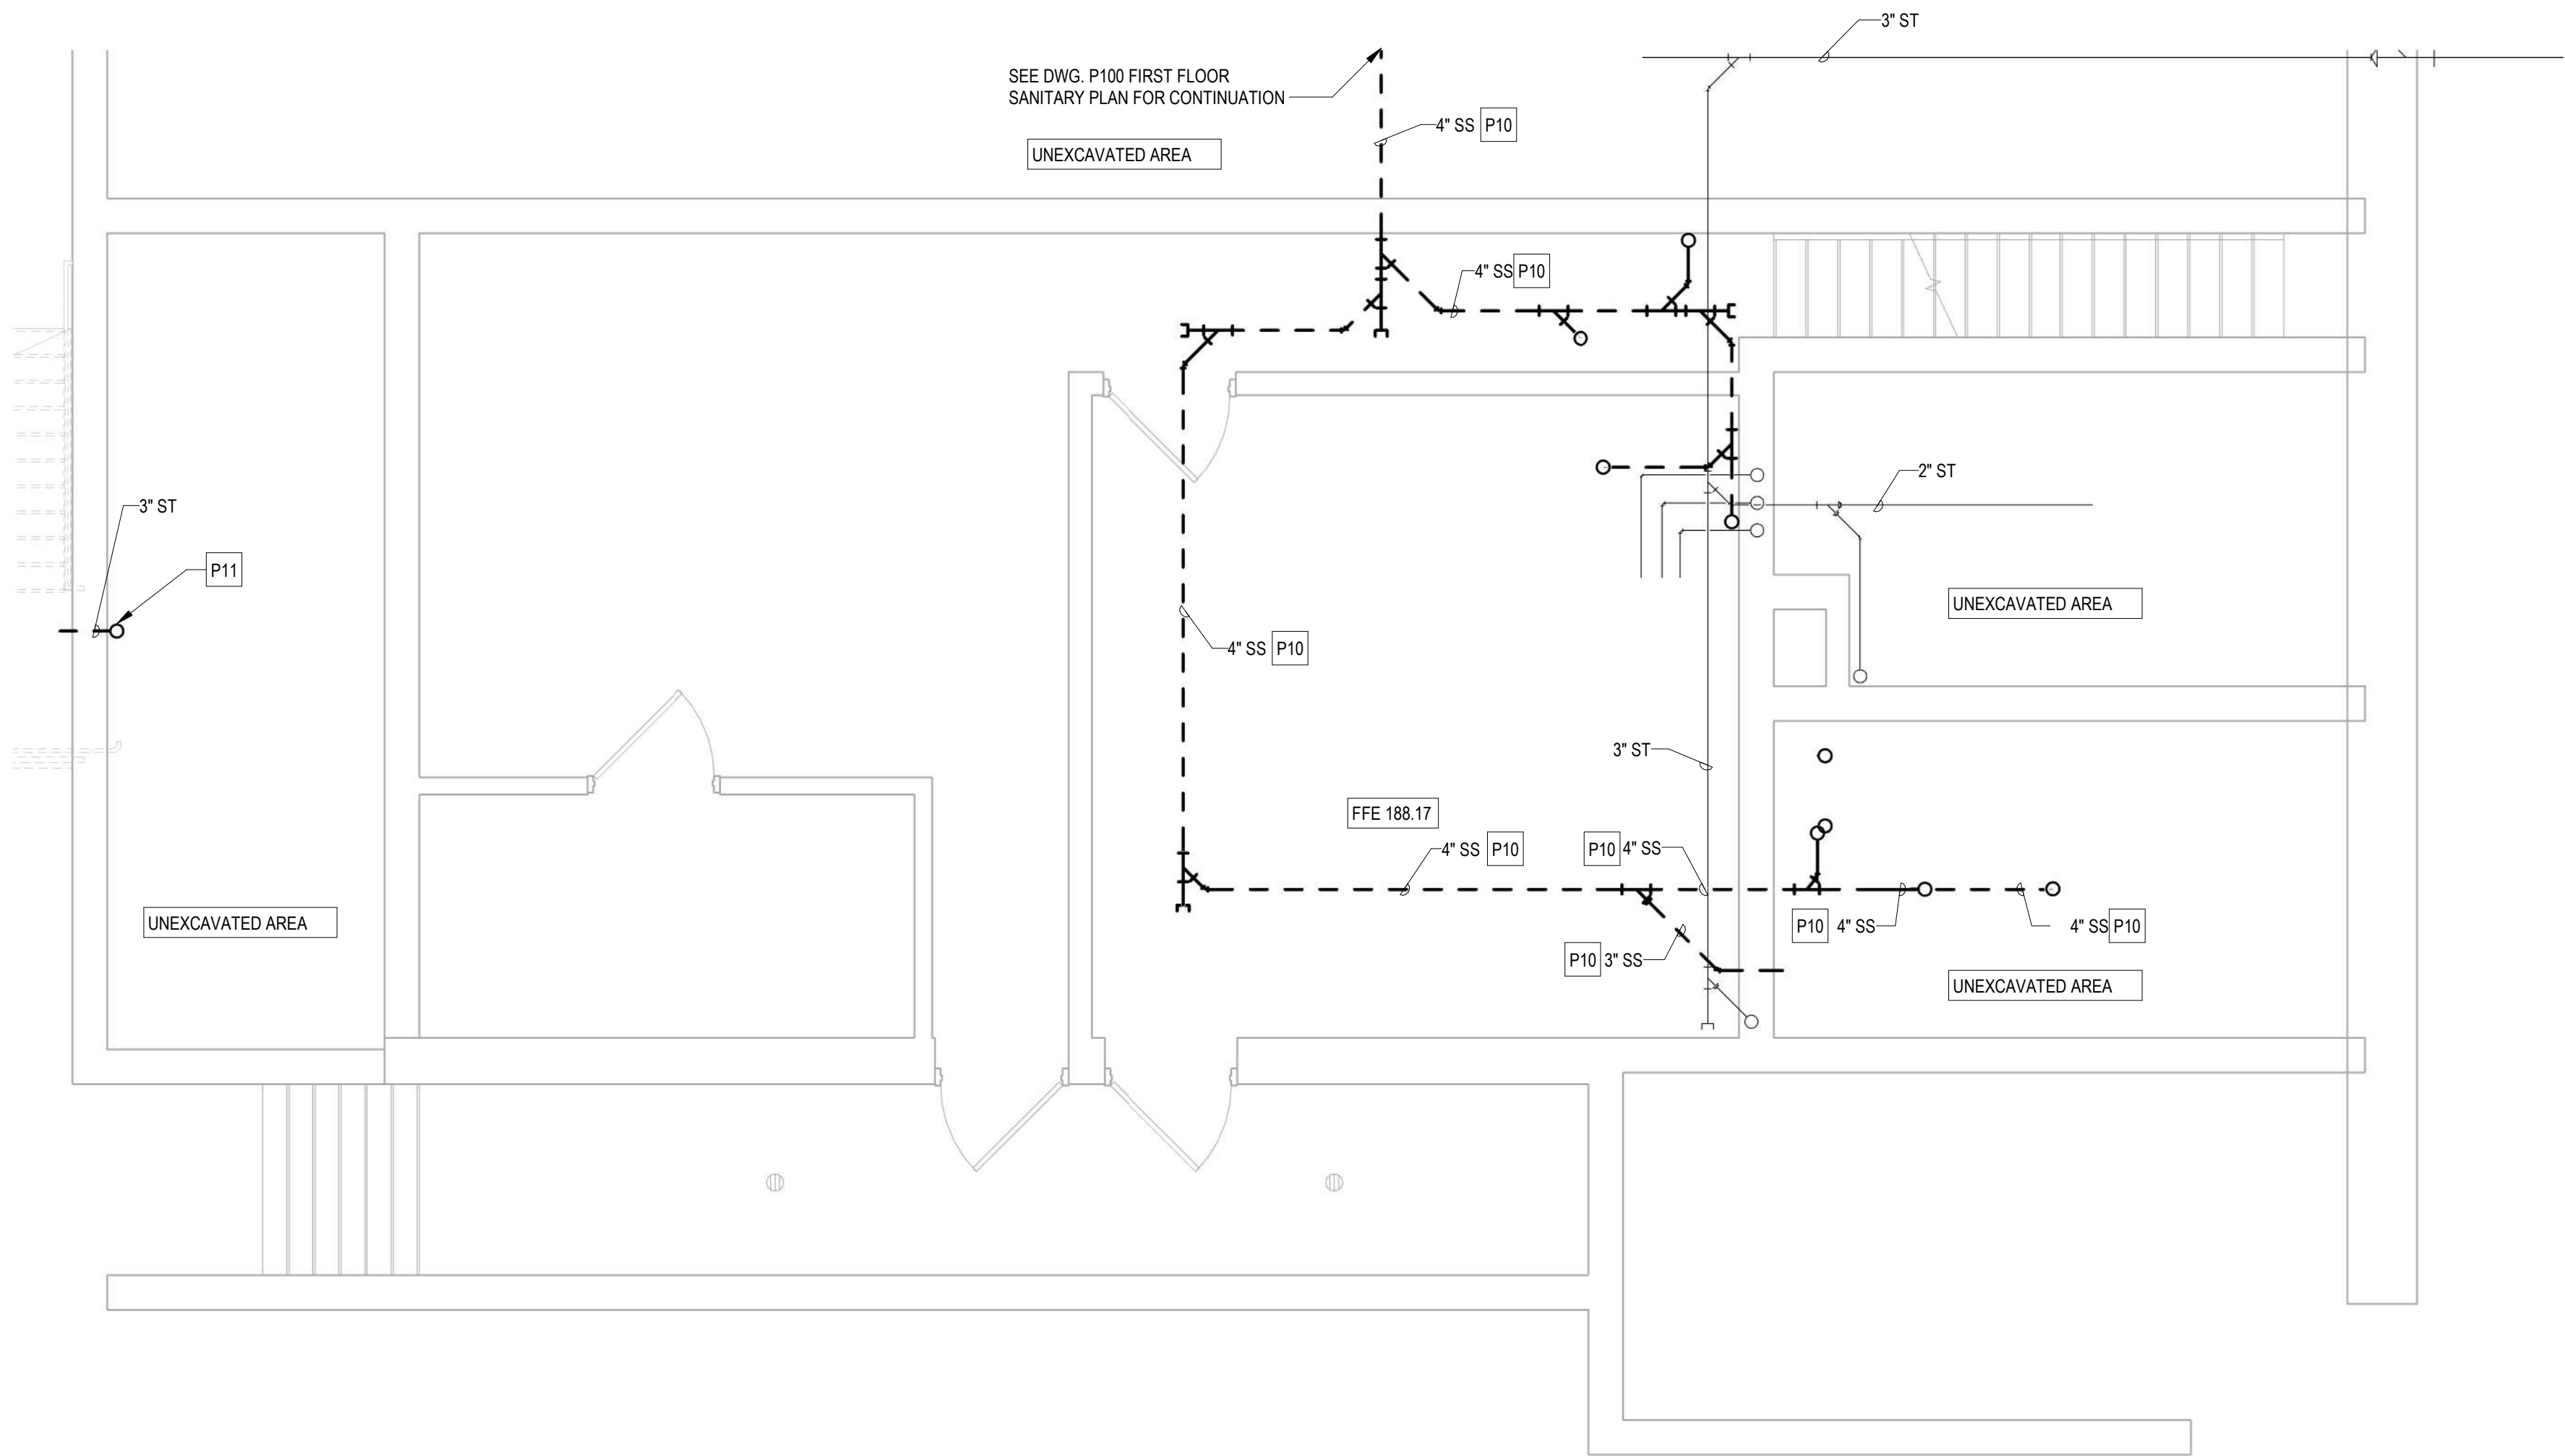 3" ST
SEE DWG. P100 FIRST FLOOR
SANITARY PLAN FOR CONTINUATION
4" SS P10
UNEXCAVATED AREA
4" SS P10
2" ST
3" ST
P11
UNEXCAVATED AREA
4" SS P10
3" ST
FFE 188.17
4" SS P10
P10 4" SS
UNEXCAVATED AREA
P10 4" SS
4" SS P10
P10 3" SS
UNEXCAVATED AREA